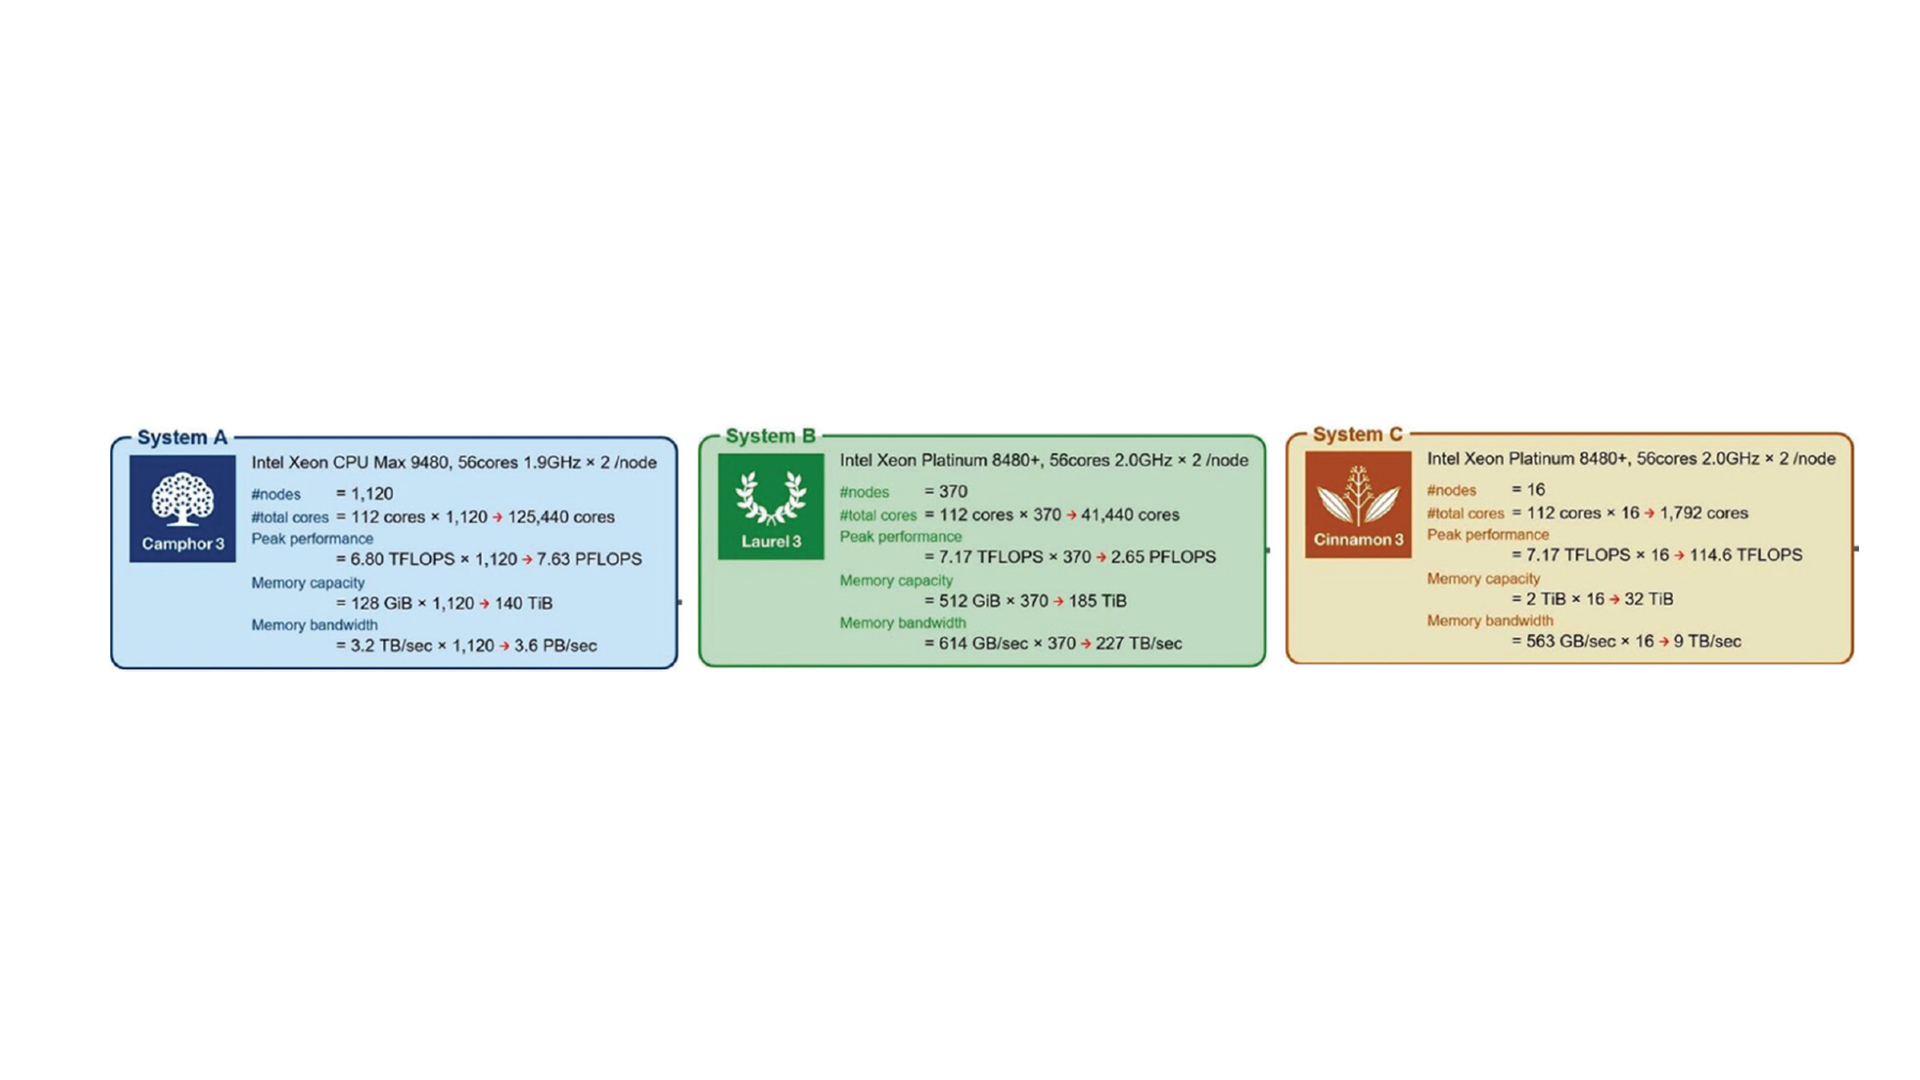 System A
Camphor 3
Intel Xeon CPU Max 9480, 56cores 1.9GHz × 2 /node
#nodes = 1,120
#total cores = 112 cores × 1,120 → 125,440 cores
Peak performance
= 6.80 TFLOPS × 1,120 → 7.63 PFLOPS
Memory capacity
= 128 GiB × 1,120 → 140 TiB
Memory bandwidth
= 3.2 TB/sec × 1,120 → 3.6 PB/sec
System B
Laurel 3
Intel Xeon Platinum 8480+, 56cores 2.0GHz × 2 /node
#nodes = 370
#total cores = 112 cores × 370 → 41,440 cores
Peak performance
= 7.17 TFLOPS × 370 → 2.65 PFLOPS
Memory capacity
= 512 GiB × 370 → 185 TiB
Memory bandwidth
= 614 GB/sec × 370 → 227 TB/sec
System C
Cinnamon 3
Intel Xeon Platinum 8480+, 56cores 2.0GHz × 2 /node
#nodes = 16
#total cores = 112 cores × 16 → 1,792 cores
Peak performance
= 7.17 TFLOPS × 16 → 114.6 TFLOPS
Memory capacity
= 2 TiB × 16 → 32 TiB
Memory bandwidth
= 563 GB/sec × 16 → 9 TB/sec